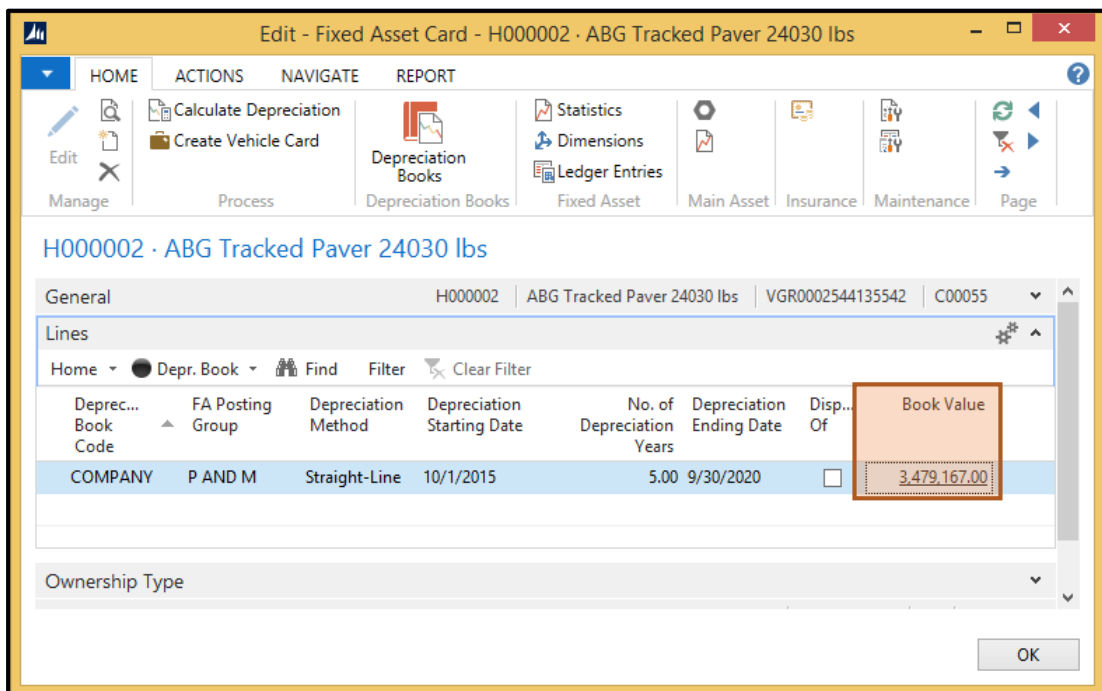 Edit - Fixed Asset Card - H000002 · ABG Tracked Paver 24030 lbs
HOME ACTIONS NAVIGATE REPORT
Edit
Manage
Calculate Depreciation
Create Vehicle Card
Process
Depreciation
Books
Depreciation Books
Statistics
Dimensions
Ledger Entries
Fixed Asset
Main Asset
Insurance
Maintenance
Page
H000002 · ABG Tracked Paver 24030 lbs
General H000002 ABG Tracked Paver 24030 lbs VGR0002544135542 C00055
Lines
Home Depr. Book Find Filter Clear Filter
Deprec...
Book
Code
FA Posting
Group
Depreciation
Method
Depreciation
Starting Date
No. of
Depreciation
Years
Depreciation
Ending Date
Disp...
Of
Book Value
COMPANY P AND M Straight-Line 10/1/2015 5.00 9/30/2020 3,479,167.00
Ownership Type
OK